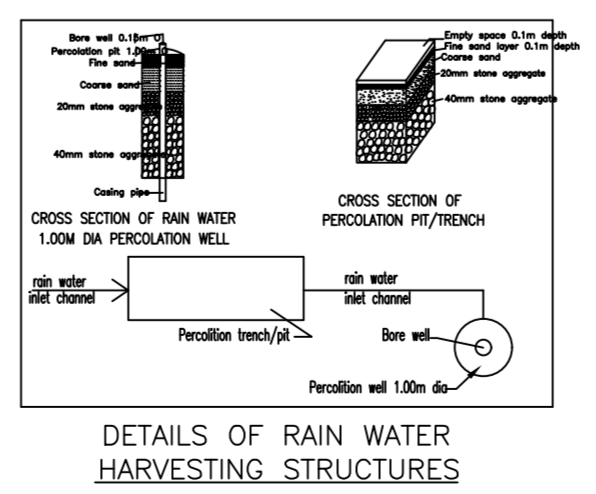 Bore well 0.15m O
Percolation pit 1.00m O
Fine sand
Coarse sand
20mm stone aggregate
40mm stone aggregate
Casing pipe
CROSS SECTION OF RAIN WATER
1.00M DIA PERCOLATION WELL
Empty space 0.1m depth
Fine sand layer 0.1m depth
Coarse sand
20mm stone aggregate
40mm stone aggregate
CROSS SECTION OF
PERCOLATION PIT/TRENCH
rain water
inlet channel
Percolition trench/pit
rain water
inlet channel
Bore well
Percolition well 1.00m dia
DETAILS OF RAIN WATER
HARVESTING STRUCTURES